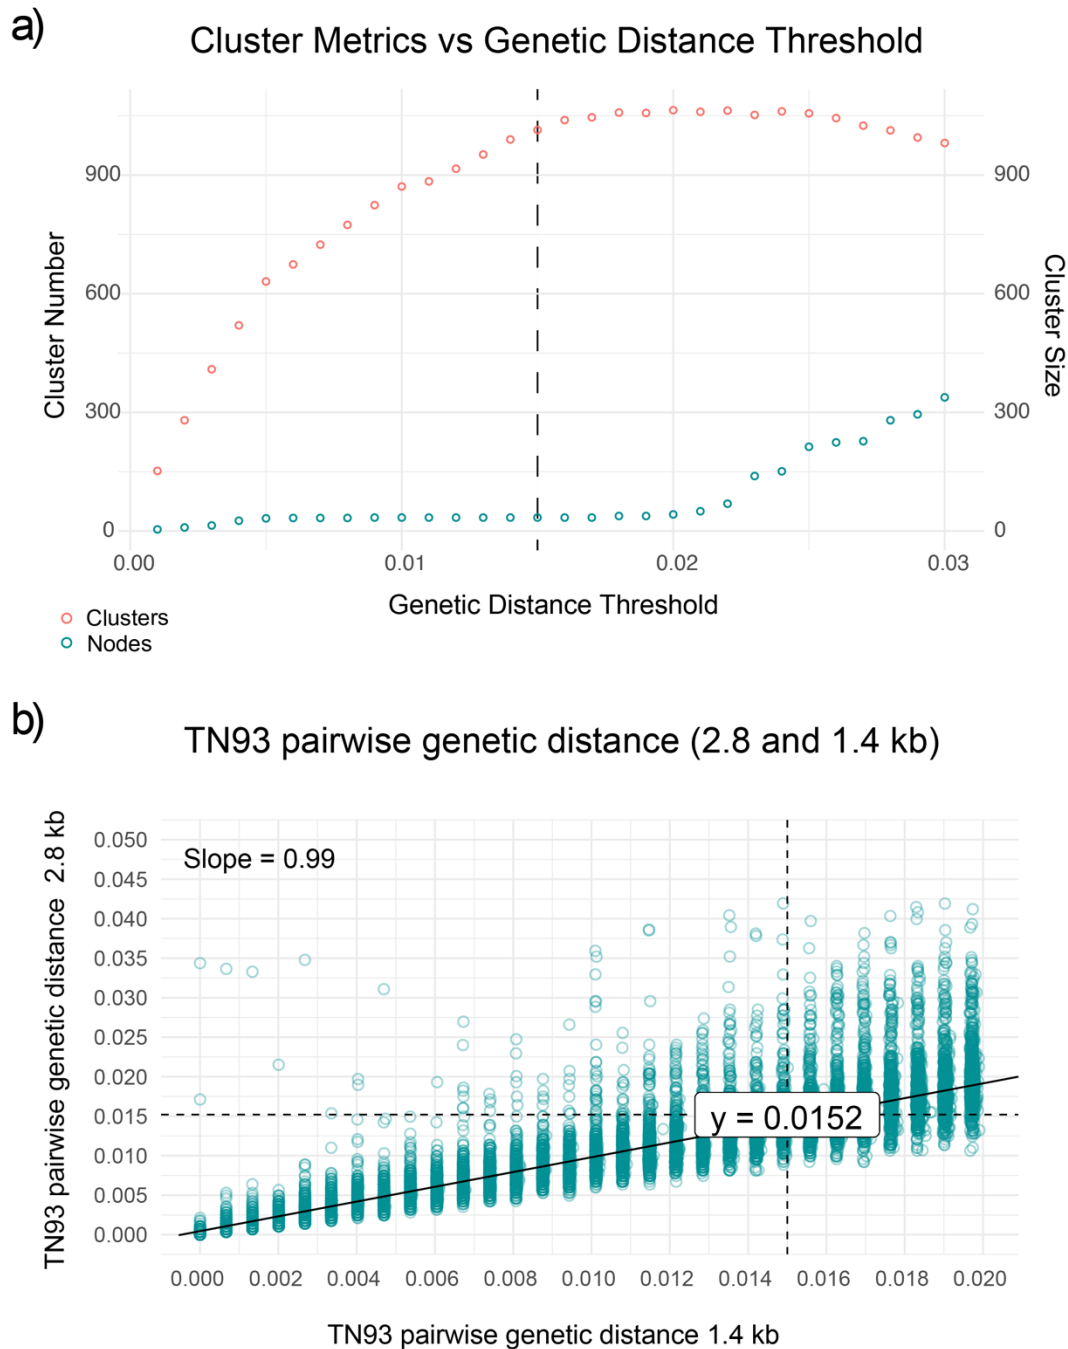 a)
Cluster Metrics vs Genetic Distance Threshold
Cluster Number
900
600
300
0
900
600
300
0
Cluster Size
0.00 0.01 0.02 0.03
Genetic Distance Threshold
Clusters
Nodes
b)
TN93 pairwise genetic distance (2.8 and 1.4 kb)
TN93 pairwise genetic distance 2.8 kb
0.050
0.045
0.040
0.035
0.030
0.025
0.020
0.015
0.010
0.005
0.000
Slope = 0.99
y = 0.0152
0.000 0.002 0.004 0.006 0.008 0.010 0.012 0.014 0.016 0.018 0.020
TN93 pairwise genetic distance 1.4 kb